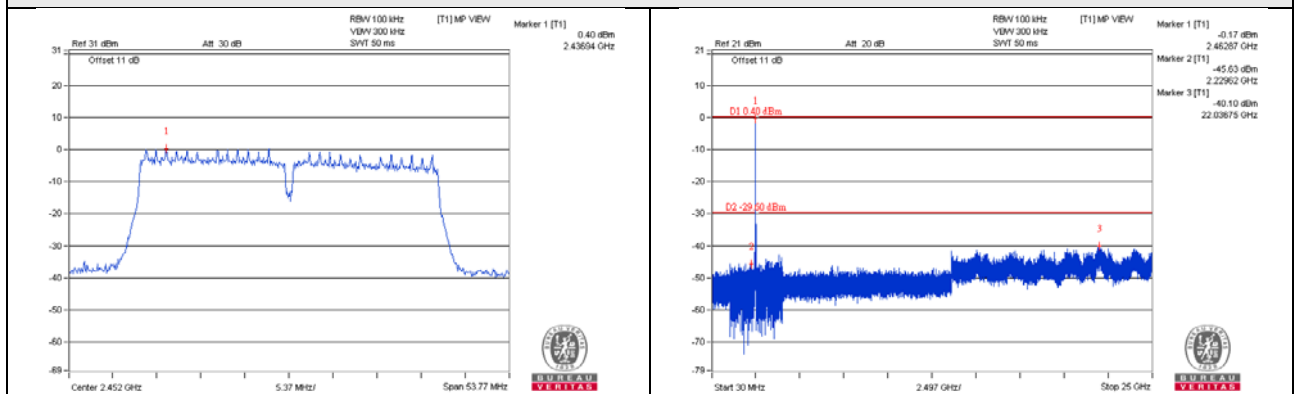 RBW 100 kHz [T1] MP VIEW
VBW 300 kHz
SWT 50 ms
Marker 1 [T1]
0.40 dBm
2.43694 GHz
Ref 31 dBm Att 30 dB
Offset 11 dB
31
20
10
0
-10
-20
-30
-40
-50
-60
-69
1
Center 2.452 GHz 5.37 MHz/ Span 53.77 MHz
BUREAU
VERITAS
RBW 100 kHz [T1] MP VIEW
VBW 300 kHz
SWT 50 ms
Marker 1 [T1]
-0.17 dBm
2.46287 GHz
Marker 2 [T1]
-45.63 dBm
2.22962 GHz
Marker 3 [T1]
-40.10 dBm
22.03675 GHz
Ref 21 dBm Att 20 dB
Offset 11 dB
21
10
0
-10
-20
-30
-40
-50
-60
-70
-79
1
D1 0.40 dBm
D2 -29.60 dBm
2
3
Start 30 MHz 2.497 GHz/ Stop 25 GHz
BUREAU
VERITAS